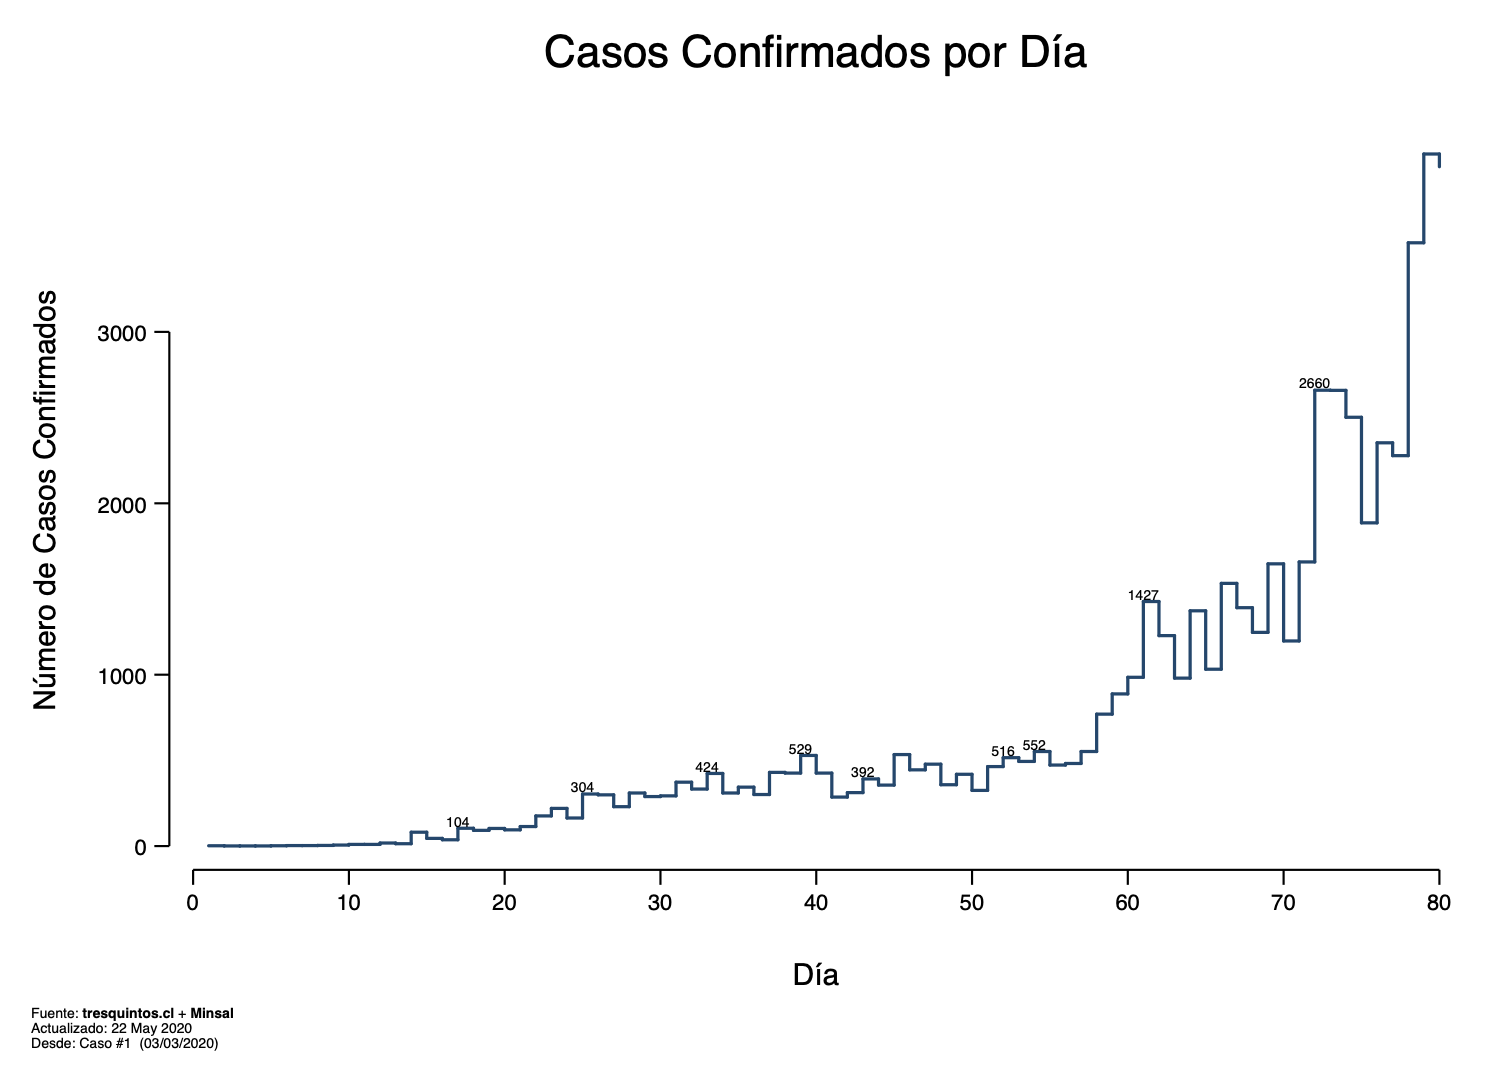 Casos Confirmados por Día
Número de Casos Confirmados
3000
2000
1000
0
104
304
424
529
392
516
552
1427
2660
0 10 20 30 40 50 60 70 80
Día
Fuente: tresquintos.cl + Minsal
Actualizado: 22 May 2020
Desde: Caso #1 (03/03/2020)